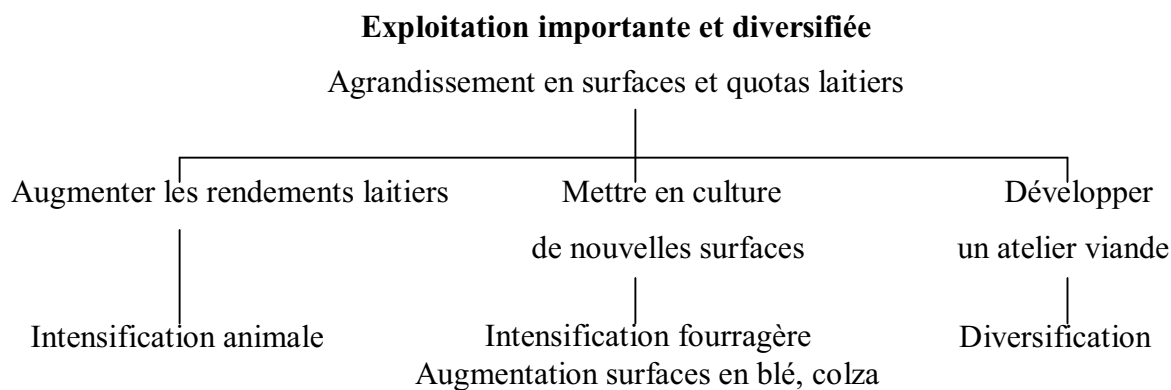 Exploitation importante et diversifiée
Agrandissement en surfaces et quotas laitiers
Augmenter les rendements laitiers
Mettre en culture
de nouvelles surfaces
Développer
un atelier viande
Intensification animale
Intensification fourragère
Augmentation surfaces en blé, colza
Diversification